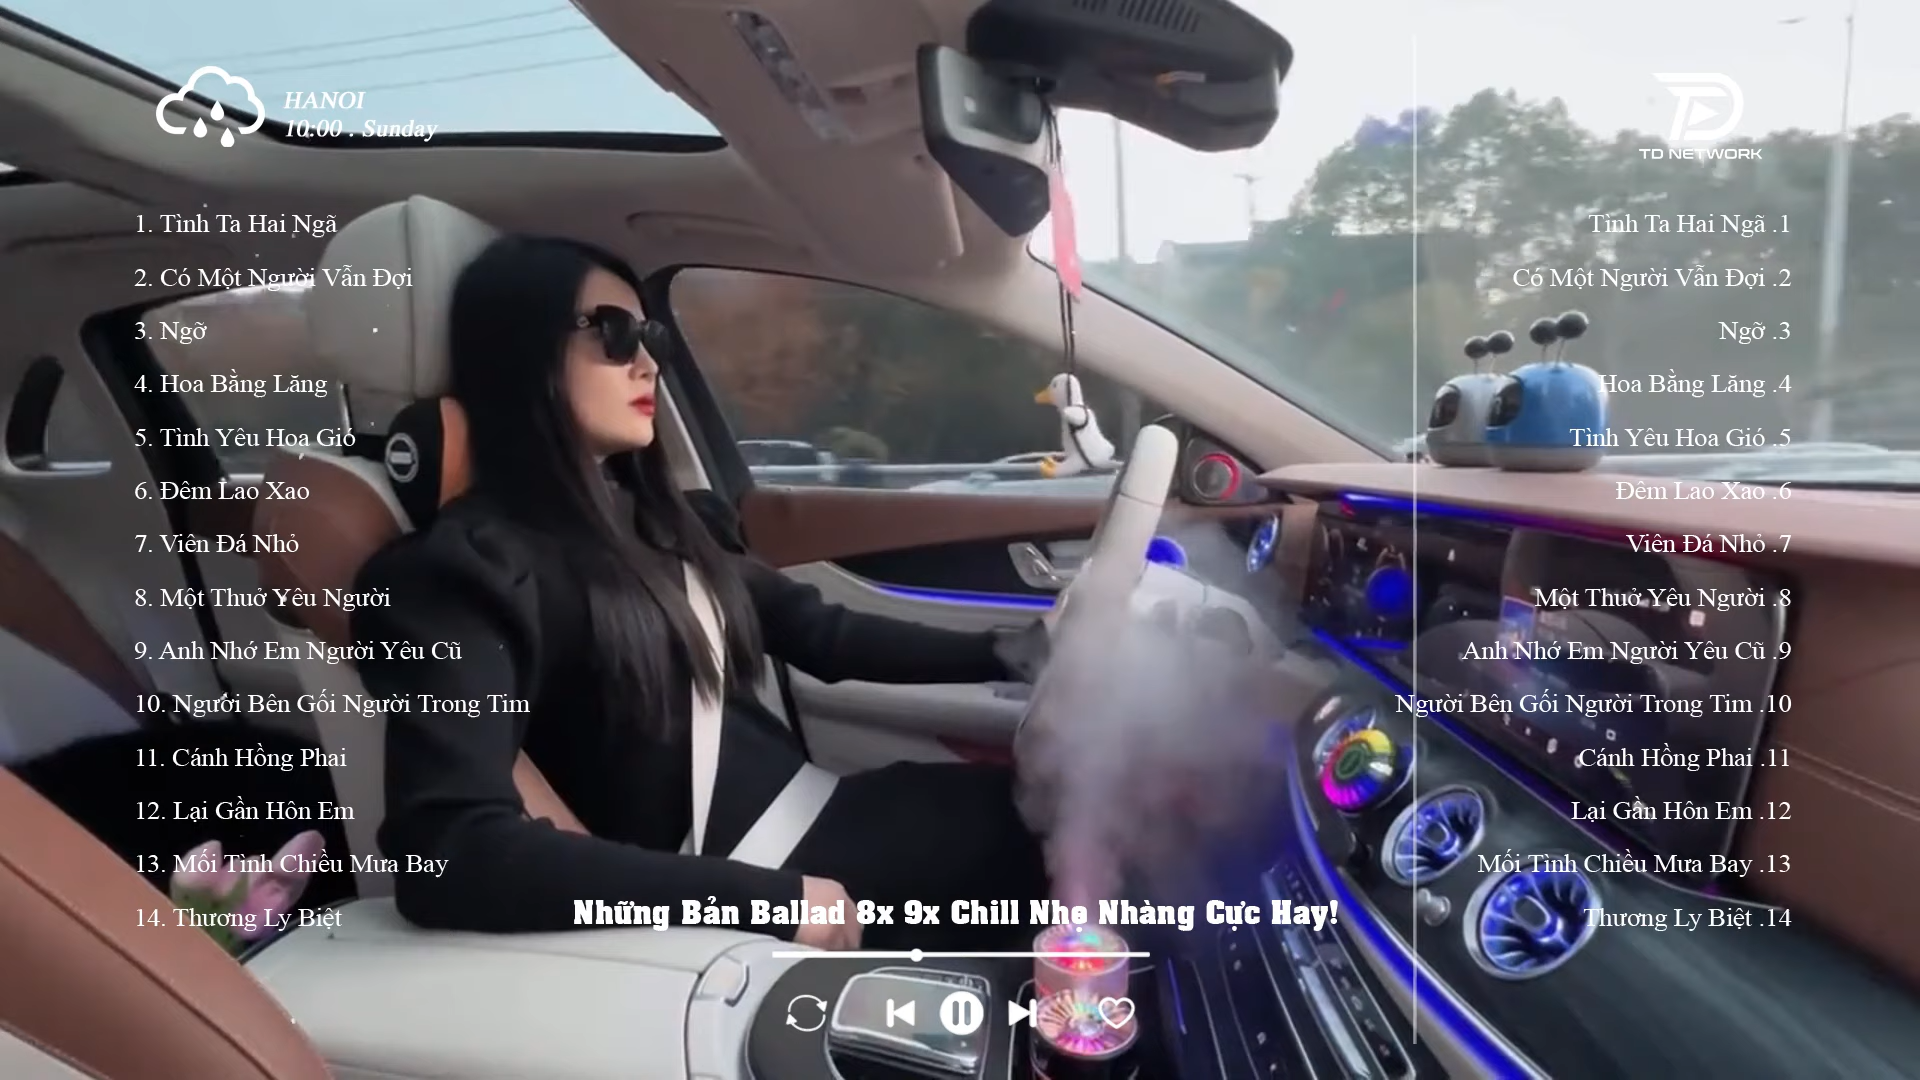 HANOI
10:00 . Sunday
TD NETWORK
1. Tình Ta Hai Ngã
2. Có Một Người Vẫn Đợi
3. Ngỡ
4. Hoa Bằng Lăng
5. Tình Yêu Hoa Gió
6. Đêm Lao Xao
7. Viên Đá Nhỏ
8. Một Thuở Yêu Người
9. Anh Nhớ Em Người Yêu Cũ
10. Người Bên Gối Người Trong Tim
11. Cánh Hồng Phai
12. Lại Gần Hôn Em
13. Mối Tình Chiều Mưa Bay
14. Thương Ly Biệt
Tình Ta Hai Ngã .1
Có Một Người Vẫn Đợi .2
Ngỡ .3
Hoa Bằng Lăng .4
Tình Yêu Hoa Gió .5
Đêm Lao Xao .6
Viên Đá Nhỏ .7
Một Thuở Yêu Người .8
Anh Nhớ Em Người Yêu Cũ .9
Người Bên Gối Người Trong Tim .10
Cánh Hồng Phai .11
Lại Gần Hôn Em .12
Mối Tình Chiều Mưa Bay .13
Thương Ly Biệt .14
Những Bản Ballad 8x 9x Chill Nhẹ Nhàng Cực Hay!